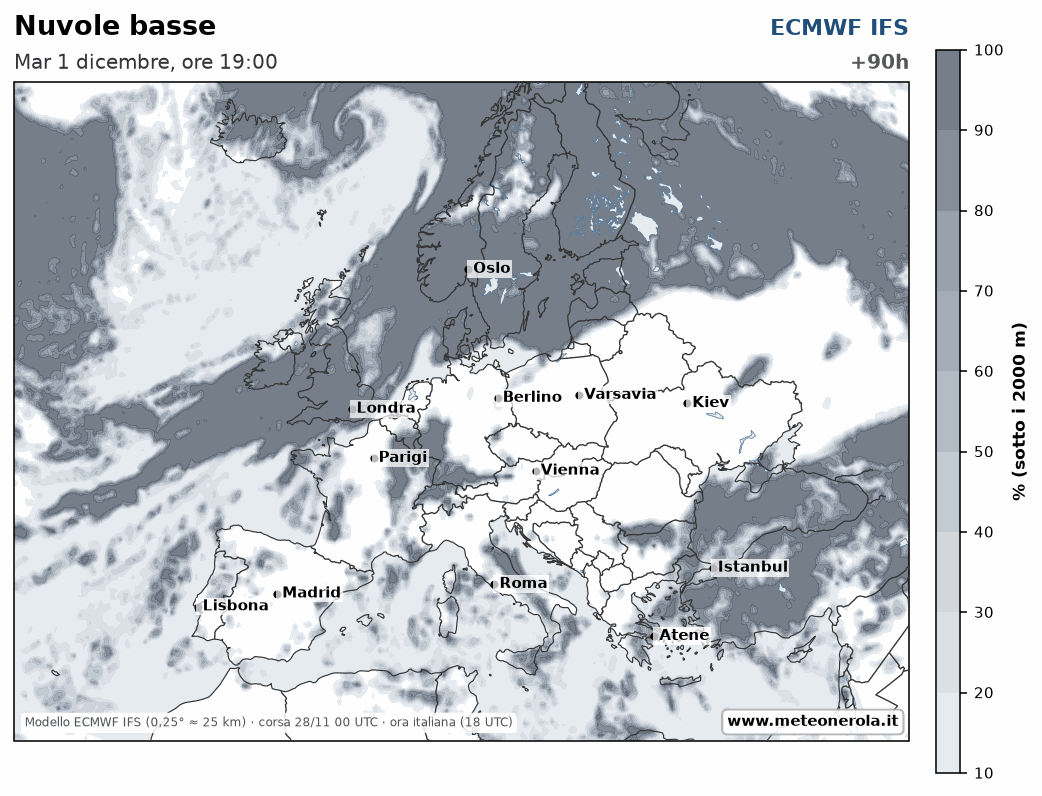 Nuvole basse
ECMWF IFS
Mar 1 dicembre, ore 19:00
+90h
Oslo
Londra
Berlino
Varsavia
Kiev
Parigi
Vienna
Istanbul
Roma
Madrid
Lisbona
Atene
Modello ECMWF IFS (0,25° ≈ 25 km) · corsa 28/11 00 UTC · ora italiana (18 UTC)
www.meteonerola.it
100
90
80
70
60
50
40
30
20
10
% (sotto i 2000 m)